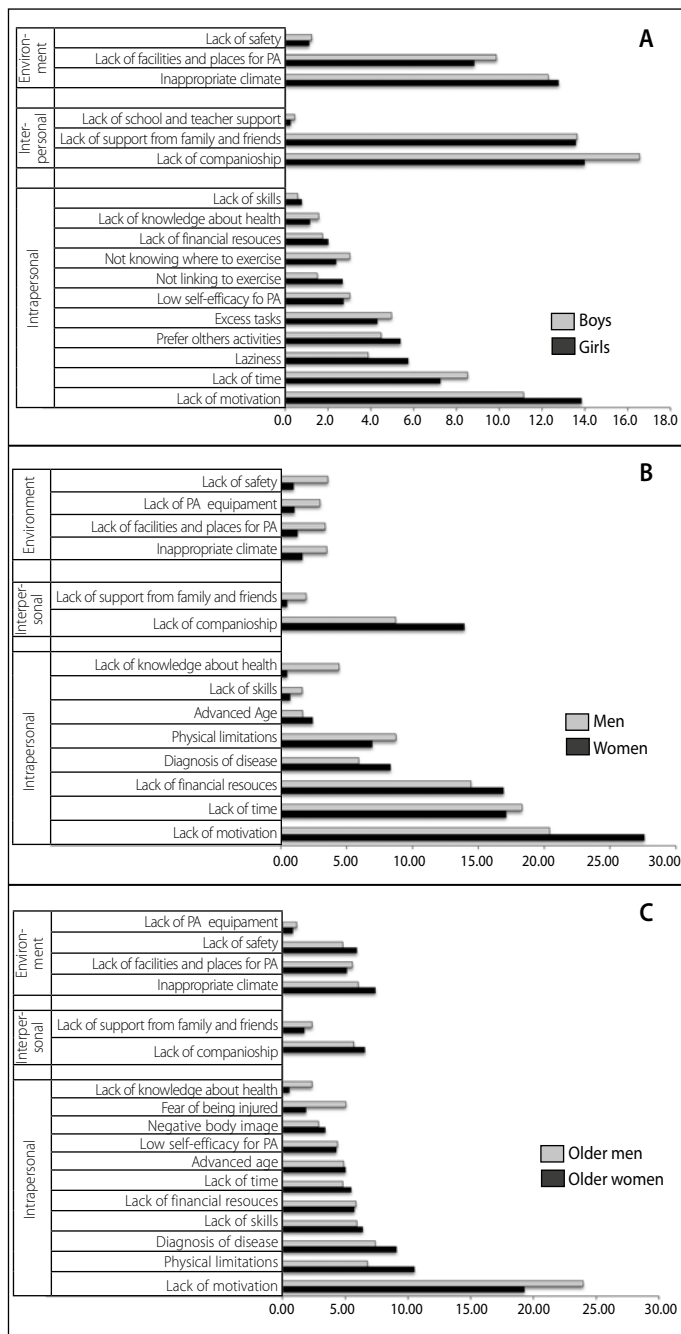 A
Environ-
ment
Lack of safety
Lack of facilities and places for PA
Inappropriate climate
Inter-
personal
Lack of school and teacher support
Lack of support from family and friends
Lack of companioship
Intrapersonal
Lack of skills
Lack of knowledge about health
Lack of financial resouces
Not knowing where to exercise
Not linking to exercise
Low self-efficacy fo PA
Excess tasks
Prefer olthers activities
Laziness
Lack of time
Lack of motivation
Boys
Girls
0.0 2.0 4.0 6.0 8.0 10.0 12.0 14.0 16.6 18.0
B
Environment
Lack of safety
Lack of PA equipament
Lack of facilities and places for PA
Inappropriate climate
Interper-
sonal
Lack of support from family and friends
Lack of companioship
Intrapersonal
Lack of knowledge about health
Lack of skills
Advanced Age
Physical limitations
Diagnosis of disease
Lack of financial resouces
Lack of time
Lack of motivation
Men
Women
0.00 5.00 10.00 15.00 20.00 25.00 30.00
C
Environ-
ment
Lack of PA equipament
Lack of safety
Lack of facilities and places for PA
Inappropriate climate
Interper-
sonal
Lack of support from family and friends
Lack of companioship
Intrapersonal
Lack of knowledge about health
Fear of being injured
Negative body image
Low self-efficacy for PA
Advanced age
Lack of time
Lack of financial resouces
Lack of skills
Diagnosis of disease
Physical limitations
Lack of motivation
Older men
Older women
0.00 5.00 10.00 15.00 20.00 25.00 30.00